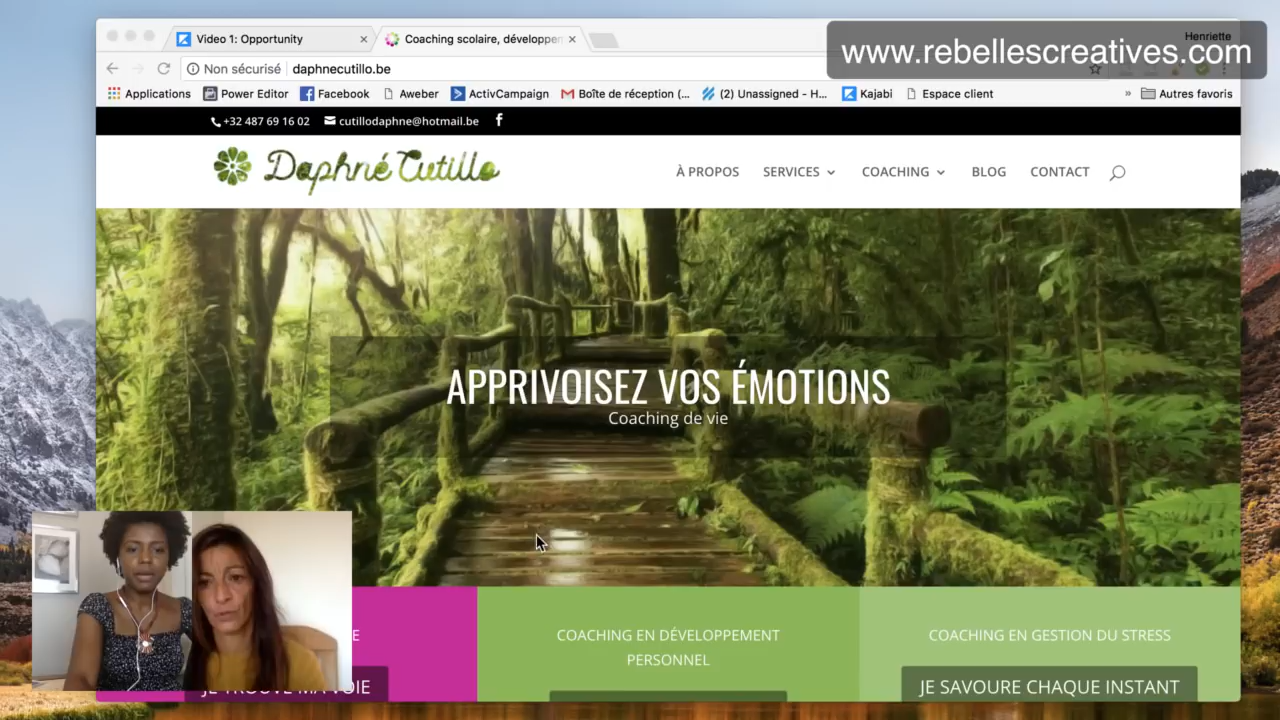 Video 1: Opportunity
Coaching scolaire, développer
Henriette
www.rebellescreatives.com
Non sécurisé
daphnecutillo.be
Applications
Power Editor
Facebook
Aweber
ActivCampaign
Boîte de réception (...
(2) Unassigned - H...
Kajabi
Espace client
»
Autres favoris
+32 487 69 16 02
cutillodaphne@hotmail.be
Daphné Cutillo
À PROPOS
SERVICES
COACHING
BLOG
CONTACT
APPRIVOISEZ VOS ÉMOTIONS
Coaching de vie
E
COACHING EN DÉVELOPPEMENT
PERSONNEL
COACHING EN GESTION DU STRESS
JE TROUVE MA VOIE
JE SAVOURE CHAQUE INSTANT